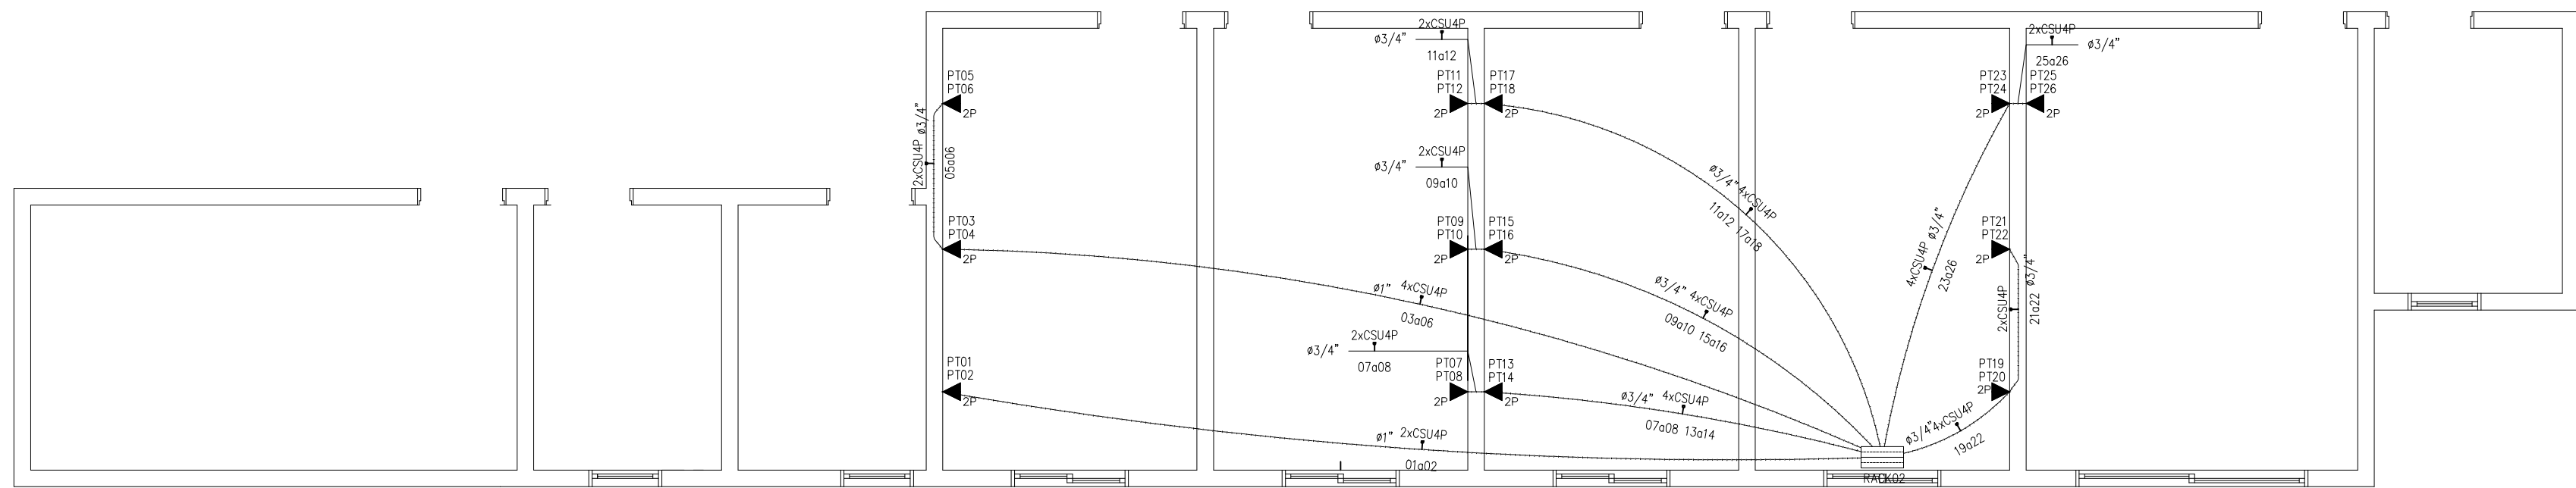 2xCSU4P
ø3/4"
11a12
2xCSU4P
ø3/4"
25a26
PT05
PT06
2P
PT11
PT12
2P
PT17
PT18
2P
PT23
PT24
2P
PT25
PT26
2P
2xCSU4P ø3/4"
05a06
2xCSU4P
ø3/4"
09a10
ø3/4" 4xCSU4P
11a12 17a18
PT03
PT04
2P
PT09
PT10
2P
PT15
PT16
2P
4xCSU4P ø3/4"
23a26
PT21
PT22
2P
ø1" 4xCSU4P
03a06
ø3/4" 4xCSU4P
09a10 15a16
2xCSU4P ø3/4"
21a22
2xCSU4P
ø3/4"
07a08
PT01
PT02
2P
PT07
PT08
2P
PT13
PT14
2P
PT19
PT20
2P
ø3/4" 4xCSU4P
07a08 13a14
ø3/4" 4xCSU4P
19a22
ø1" 2xCSU4P
01a02
RACK02